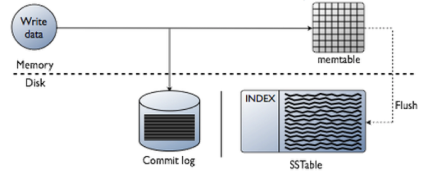 Write
data
memtable
Memory
Disk
INDEX
Flush
Commit log
SSTable